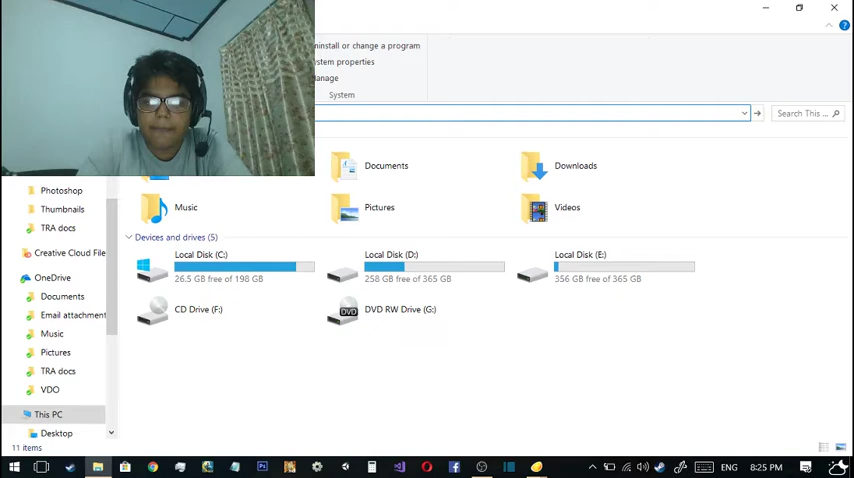 ninstall or change a program
stem properties
anage
System
Search This ...
Documents
Downloads
Music
Pictures
Videos
Photoshop
Thumbnails
TRA docs
Creative Cloud File
OneDrive
Documents
Email attachment
Music
Pictures
TRA docs
VDO
This PC
Desktop
Devices and drives (5)
Local Disk (C:)
26.5 GB free of 198 GB
Local Disk (D:)
258 GB free of 365 GB
Local Disk (E:)
356 GB free of 365 GB
CD Drive (F:)
DVD
DVD RW Drive (G:)
11 items
Ps
ENG
8:25 PM